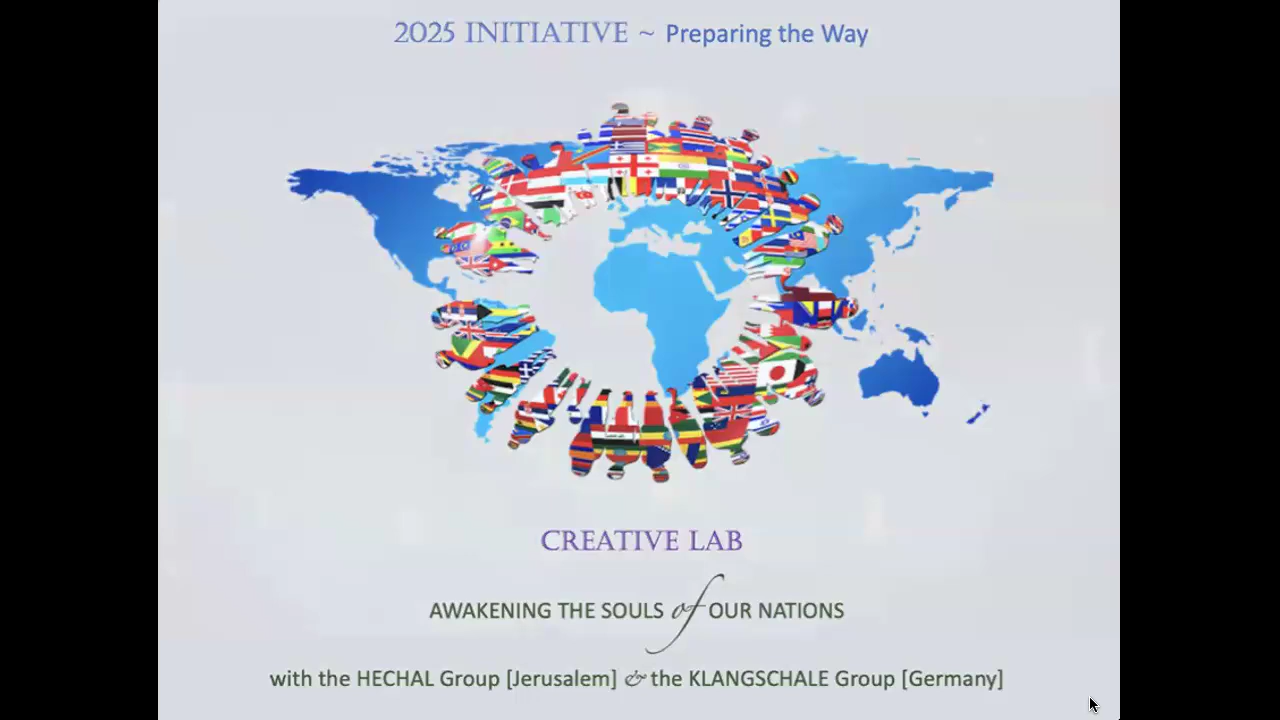 2025 INITIATIVE ~ Preparing the Way
CREATIVE LAB
AWAKENING THE SOULS of OUR NATIONS
with the HECHAL Group [Jerusalem] & the KLANGSCHALE Group [Germany]